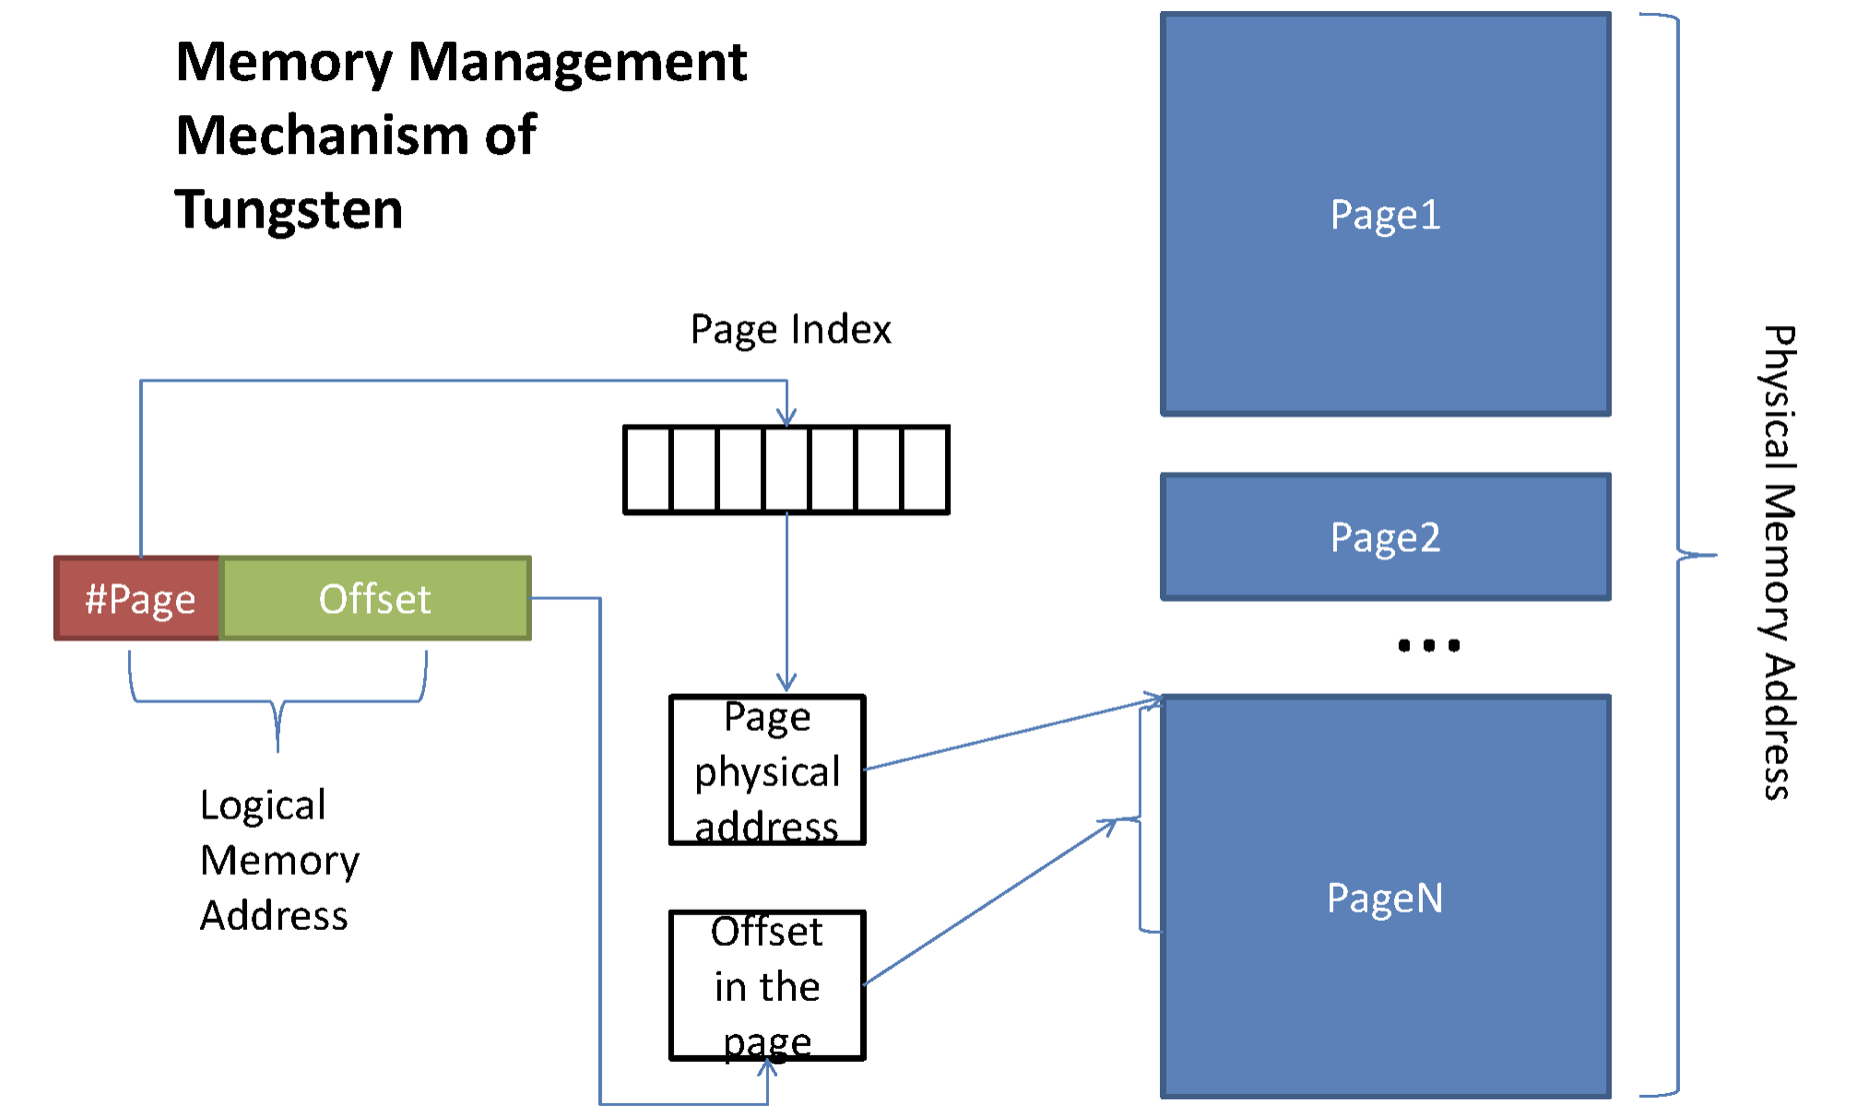 Memory Management
Mechanism of
Tungsten
Page Index
#Page
Offset
Logical
Memory
Address
Page
physical
address
Offset
in the
page
Page1
Page2
...
PageN
Physical Memory Address